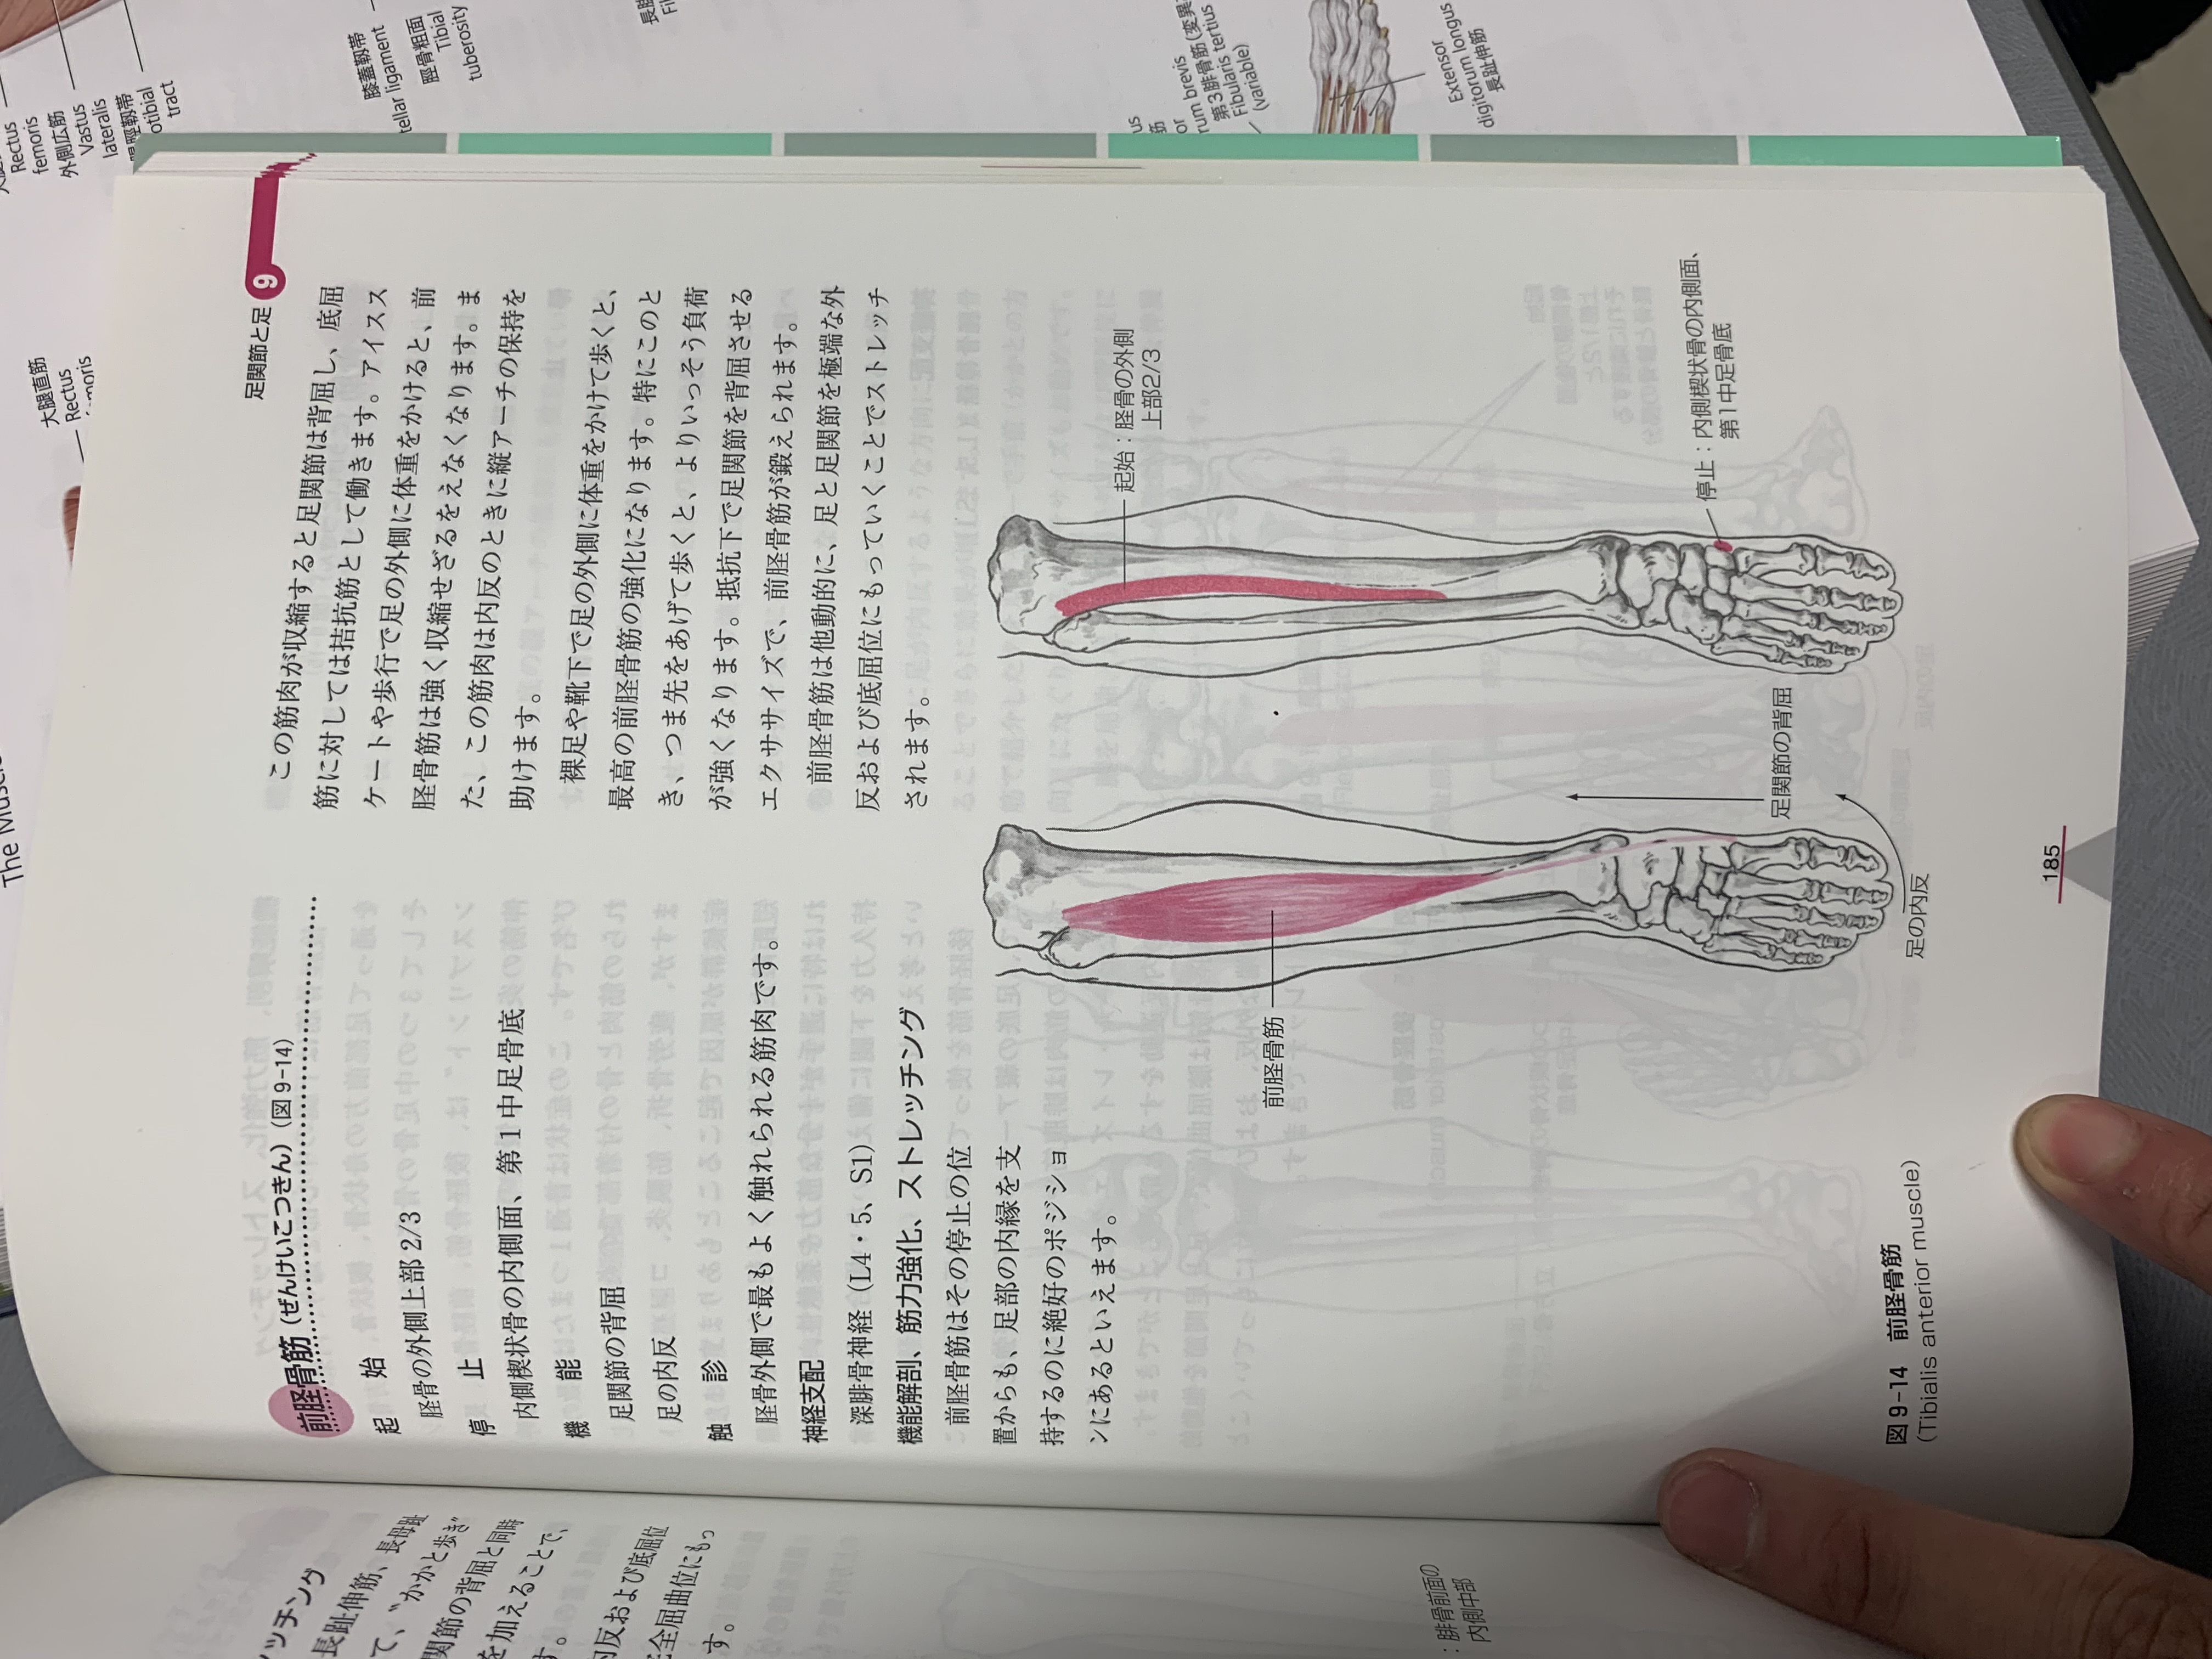 足関節と足 9
前脛骨筋（ぜんけいこつきん）（図9-14）
起　始
脛骨の外側上部 2/3
停　止
内側楔状骨の内側面、第1中足骨底
機　能
足関節の背屈
足の内反
触　診
脛骨外側で最もよく触れられる筋肉です。
神経支配
深腓骨神経（L4・5、S1）
機能解剖、筋力強化、ストレッチング
前脛骨筋はその停止の位
置からも、足部の内縁を支
持するのに絶好のポジショ
ンにあるといえます。
この筋肉が収縮すると足関節は背屈し、底屈
筋に対しては拮抗筋として働きます。アイスス
ケートや歩行で足の外側に体重をかけると、前
脛骨筋は強く収縮せざるをえなくなります。ま
た、この筋肉は内反のときに縦アーチの保持を
助けます。
裸足や靴下で足の外側に体重をかけて歩くと、
最高の前脛骨筋の強化になります。特にこのと
き、つま先をあげて歩くと、よりいっそう負荷
が強くなります。抵抗下で足関節を背屈させる
エクササイズで、前脛骨筋が鍛えられます。
前脛骨筋は他動的に、足と足関節を極端な外
反および底屈位にもっていくことでストレッチ
されます。
前脛骨筋
足関節の背屈
足の内反
起始：脛骨の外側
上部2/3
停止：内側楔状骨の内側面、
第1中足骨底
図 9-14　前脛骨筋
（Tibialis anterior muscle）
185
ッチング
長趾伸筋、長母趾
て、“かかと歩き”
関節の背屈と同時
を加えることで、
す。
内反および底屈位
完全屈曲位にもっ
す。
：腓骨前面の
内側中部
大腿直筋
Rectus
femoris
Rectus
femoris
外側広筋
Vastus
lateralis
tract
膝蓋靱帯
tellar ligament
脛骨粗面
Tibial
tuberosity
us
筋
or
rum brevis
第3腓骨筋(変異
Fibularis tertius
(variable)
Extensor
digitorum longus
長趾伸筋